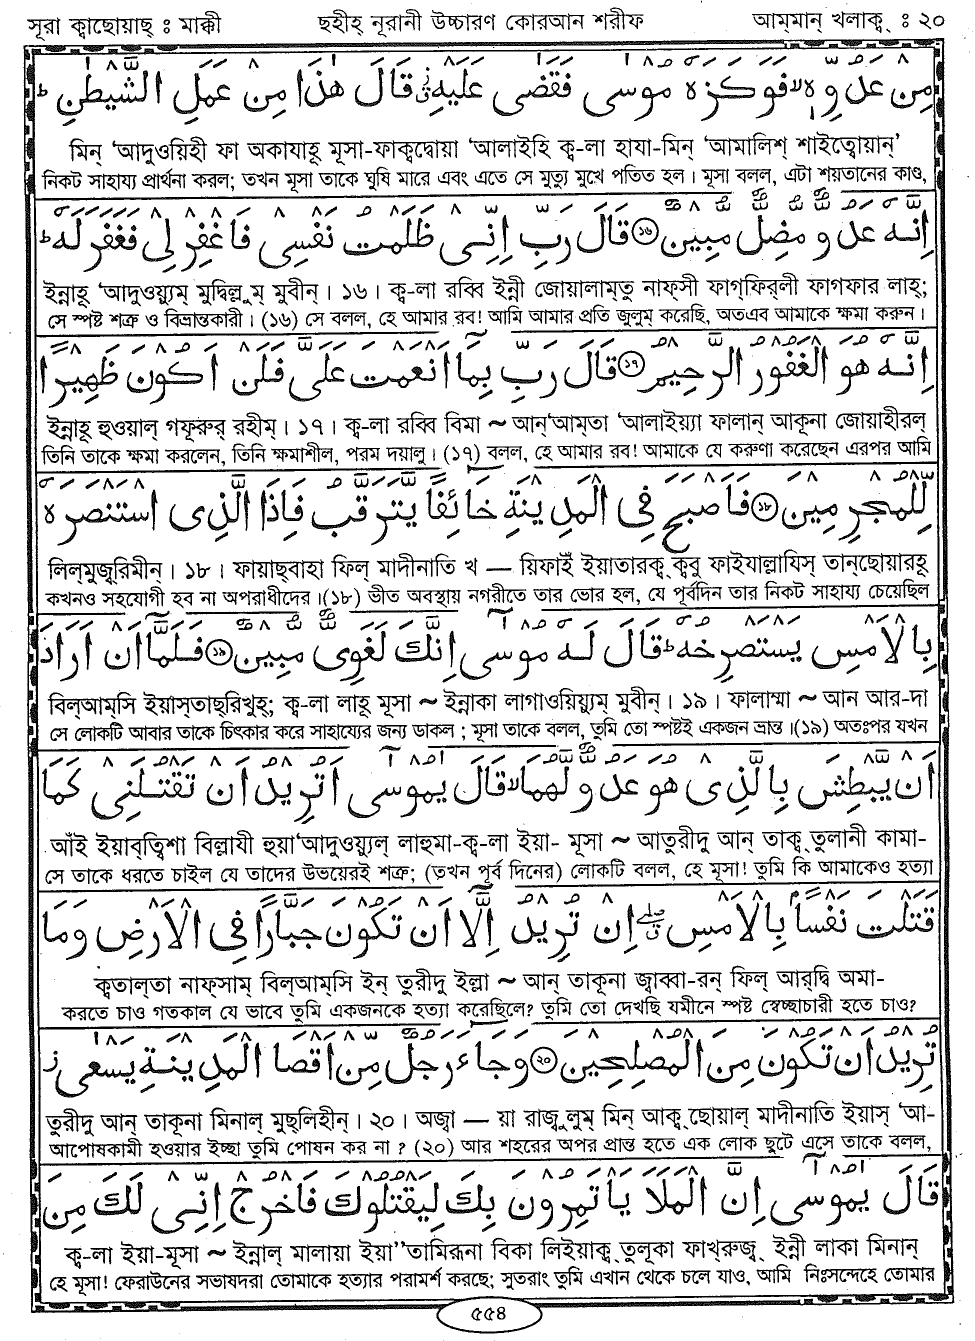 সূরা ক্বাছোয়াছ্ : মাক্কী ছহীহ্ নূরানী উচ্চারণ কোরআন শরীফ আম্মান্ খলাক্ব্ : ২০
مِنْ عَدُوِّهٖ ۙ فَوَكَزَهٗ مُوْسٰى فَقَضٰى عَلَيْهِ ۫ۗ قَالَ هٰذَا مِنْ عَمَلِ الشَّيْطٰنِ ؕ
মিন্ ‘আদুওয়িহী ফা অকাযাহূ মূসা-ফাক্বদ্বোয়া ‘আলাইহি ক্ব-লা হাযা-মিন্ ‘আমালিশ্ শাইত্বোয়ান্’
নিকট সাহায্য প্রার্থনা করল; তখন মূসা তাকে ঘুষি মারে এবং এতে সে মৃত্যু মুখে পতিত হল। মূসা বলল, এটা শয়তানের কাণ্ড,
اِنَّهٗ عَدُوٌّ مُّضِلٌّ مُّبِيْنٌ ۝۱۶ قَالَ رَبِّ اِنِّىْ ظَلَمْتُ نَفْسِىْ فَاغْفِرْ لِىْ فَغَفَرَ لَهٗ ؕ
ইন্নাহূ ‘আদুওয়্যুম্ মুদ্বিল্লুম্ মুবীন্। ১৬। ক্ব-লা রব্বি ইন্নী জোয়ালাম্তু নাফ্সী ফাগ্ফির্লী ফাগফার লাহ্;
সে স্পষ্ট শত্রু ও বিভ্রান্তকারী। (১৬) সে বলল, হে আমার রব! আমি আমার প্রতি জুলুম্ করেছি, অতএব আমাকে ক্ষমা করুন।
اِنَّهٗ هُوَ الْغَفُوْرُ الرَّحِيْمُ ۝۱۷ قَالَ رَبِّ بِمَاۤ اَنْعَمْتَ عَلَىَّ فَلَنْ اَكُوْنَ ظَهِيْرًا
ইন্নাহূ হুওয়াল্ গফূরুর্ রহীম্। ১৭। ক্ব-লা রব্বি বিমা ~ আন্‘আম্তা ‘আলাইয়্যা ফালান্ আকূনা জোয়াহীরল্
তিনি তাকে ক্ষমা করলেন, তিনি ক্ষমাশীল, পরম দয়ালু। (১৭) বলল, হে আমার রব! আমাকে যে করুণা করেছেন এরপর আমি
لِّلْمُجْرِمِيْنَ ۝۱۸ فَاَصْبَحَ فِى الْمَدِيْنَةِ خَآئِفًا يَّتَرَقَّبُ فَاِذَا الَّذِى اسْتَنْصَرَهٗ
লিল্মুজ্রিমীন্। ১৮। ফায়াছ্বাহা ফিল্ মাদীনাতি খ — য়িফাইঁ ইয়াতারক্ব্ক্ববু ফাইযাল্লাযিস্ তান্ছোয়ারহূ
কখনও সহযোগী হব না অপরাধীদের।(১৮) ভীত অবস্থায় নগরীতে তার ভোর হল, যে পূর্বদিন তার নিকট সাহায্য চেয়েছিল
بِالْاَمْسِ يَسْتَصْرِخُهٗ ؕ قَالَ لَهٗ مُوْسٰۤى اِنَّكَ لَغَوِىٌّ مُّبِيْنٌ ۝۱۹ فَلَمَّاۤ اَنْ اَرَادَ
বিল্আম্সি ইয়াস্তাছ্রিখুহ্; ক্ব-লা লাহূ মূসা ~ ইন্নাকা লাগাওয়িয়্যুম্ মুবীন্। ১৯। ফালাম্মা ~ আন আর-দা
সে লোকটি আবার তাকে চিৎকার করে সাহায্যের জন্য ডাকল ; মূসা তাকে বলল, তুমি তো স্পষ্টই একজন ভ্রান্ত।(১৯) অতঃপর যখন
اَنْ يَّبْطِشَ بِالَّذِىْ هُوَ عَدُوٌّ لَّهُمَا ۙ قَالَ يٰمُوْسٰۤى اَتُرِيْدُ اَنْ تَقْتُلَنِىْ كَمَا
আঁই ইয়াব্ত্বিশা বিল্লাযী হুয়া‘আদুওয়্যুল্ লাহুমা-ক্ব-লা ইয়া- মূসা ~ আতুরীদু আন্ তাক্ব্তুলানী কামা-
সে তাকে ধরতে চাইল যে তাদের উভয়েরই শত্রু; (তখন পূর্ব দিনের) লোকটি বলল, হে মূসা! তুমি কি আমাকেও হত্যা
قَتَلْتَ نَفْسًۢا بِالْاَمْسِ ۖۗ اِنْ تُرِيْدُ اِلَّاۤ اَنْ تَكُوْنَ جَبَّارًا فِى الْاَرْضِ وَمَا
ক্বতাল্তা নাফ্সাম্ বিল্আম্সি ইন্ তুরীদু ইল্লা ~ আন্ তাকূনা জ্বাব্বা-রন্ ফিল্ আর্দ্বি অমা-
করতে চাও গতকাল যে ভাবে তুমি একজনকে হত্যা করেছিলে? তুমি তো দেখছি যমীনে স্পষ্ট স্বেচ্ছাচারী হতে চাও?
تُرِيْدُ اَنْ تَكُوْنَ مِنَ الْمُصْلِحِيْنَ ۝۲۰ وَجَآءَ رَجُلٌ مِّنْ اَقْصَا الْمَدِيْنَةِ يَسْعٰى ز
তুরীদু আন্ তাকূনা মিনাল্ মুছ্লিহীন্। ২০। অজ্বা — য়া রাজ্বুলুম্ মিন্ আক্ব্ছোয়াল্ মাদীনাতি ইয়াস্ ‘আ-
আপোষকামী হওয়ার ইচ্ছা তুমি পোষন কর না ? (২০) আর শহরের অপর প্রান্ত হতে এক লোক ছুটে এসে তাকে বলল,
قَالَ يٰمُوْسٰۤى اِنَّ الْمَلَاَ يَاْتَمِرُوْنَ بِكَ لِيَقْتُلُوْكَ فَاخْرُجْ اِنِّىْ لَكَ مِنَ
ক্ব-লা ইয়া-মূসা ~ ইন্নাল্ মালায়া ইয়া”তামিরূনা বিকা লিইয়াক্ব্তুলূকা ফাখ্রুজ্ব্ ইন্নী লাকা মিনান্
হে মূসা! ফেরাউনের সভাষদরা তোমাকে হত্যার পরামর্শ করছে; সুতরাং তুমি এখান থেকে চলে যাও, আমি নিঃসন্দেহে তোমার
৫৫৪